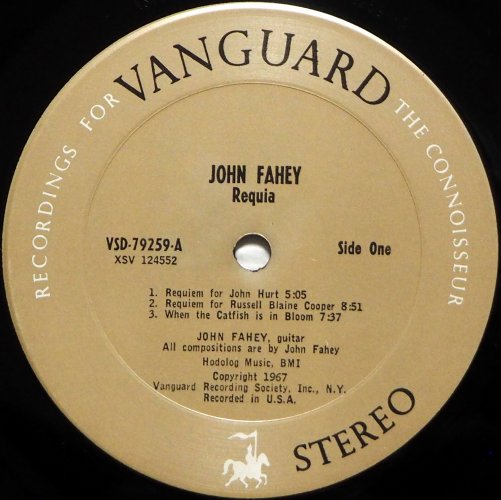 RECORDINGS FOR VANGUARD THE CONNOISSEUR
JOHN FAHEY
Requia
VSD-79259-A
XSV 124552
Side One
1. Requiem for John Hurt 5:05
2. Requiem for Russell Blaine Cooper 8:51
3. When the Catfish is in Bloom 7:37
JOHN FAHEY, guitar
All compositions are by John Fahey
Hodolog Music, BMI
Copyright 1967
Vanguard Recording Society, Inc., N.Y.
Recorded in U.S.A.
STEREO